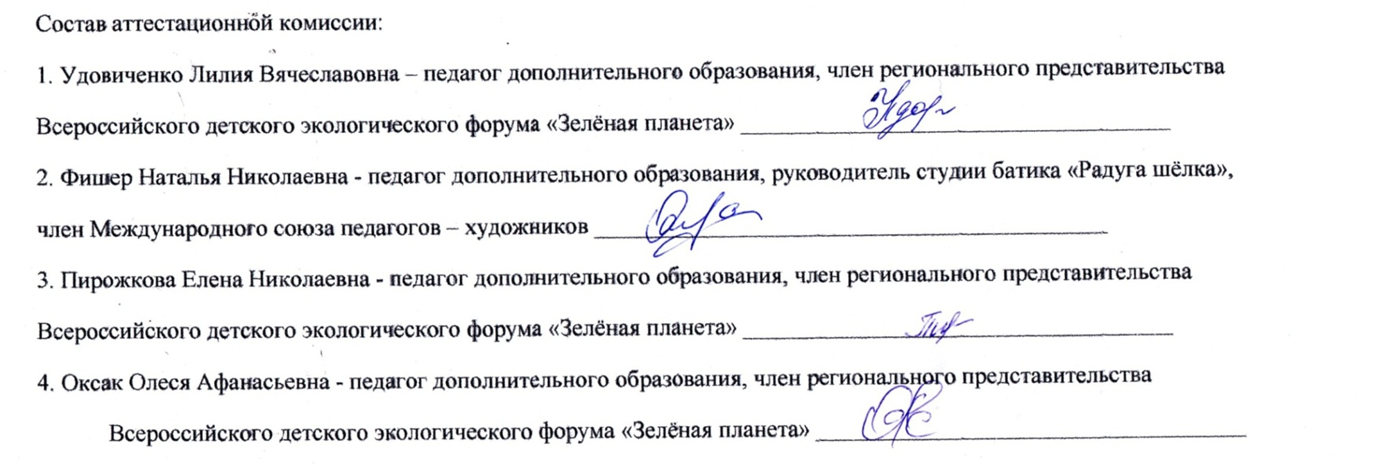 Состав аттестационной комиссии:
1. Удовиченко Лилия Вячеславовна – педагог дополнительного образования, член регионального представительства
Всероссийского детского экологического форума «Зелёная планета»
2. Фишер Наталья Николаевна - педагог дополнительного образования, руководитель студии батика «Радуга шёлка»,
член Международного союза педагогов – художников
3. Пирожкова Елена Николаевна - педагог дополнительного образования, член регионального представительства
Всероссийского детского экологического форума «Зелёная планета»
4. Оксак Олеся Афанасьевна - педагог дополнительного образования, член регионального представительства
Всероссийского детского экологического форума «Зелёная планета»